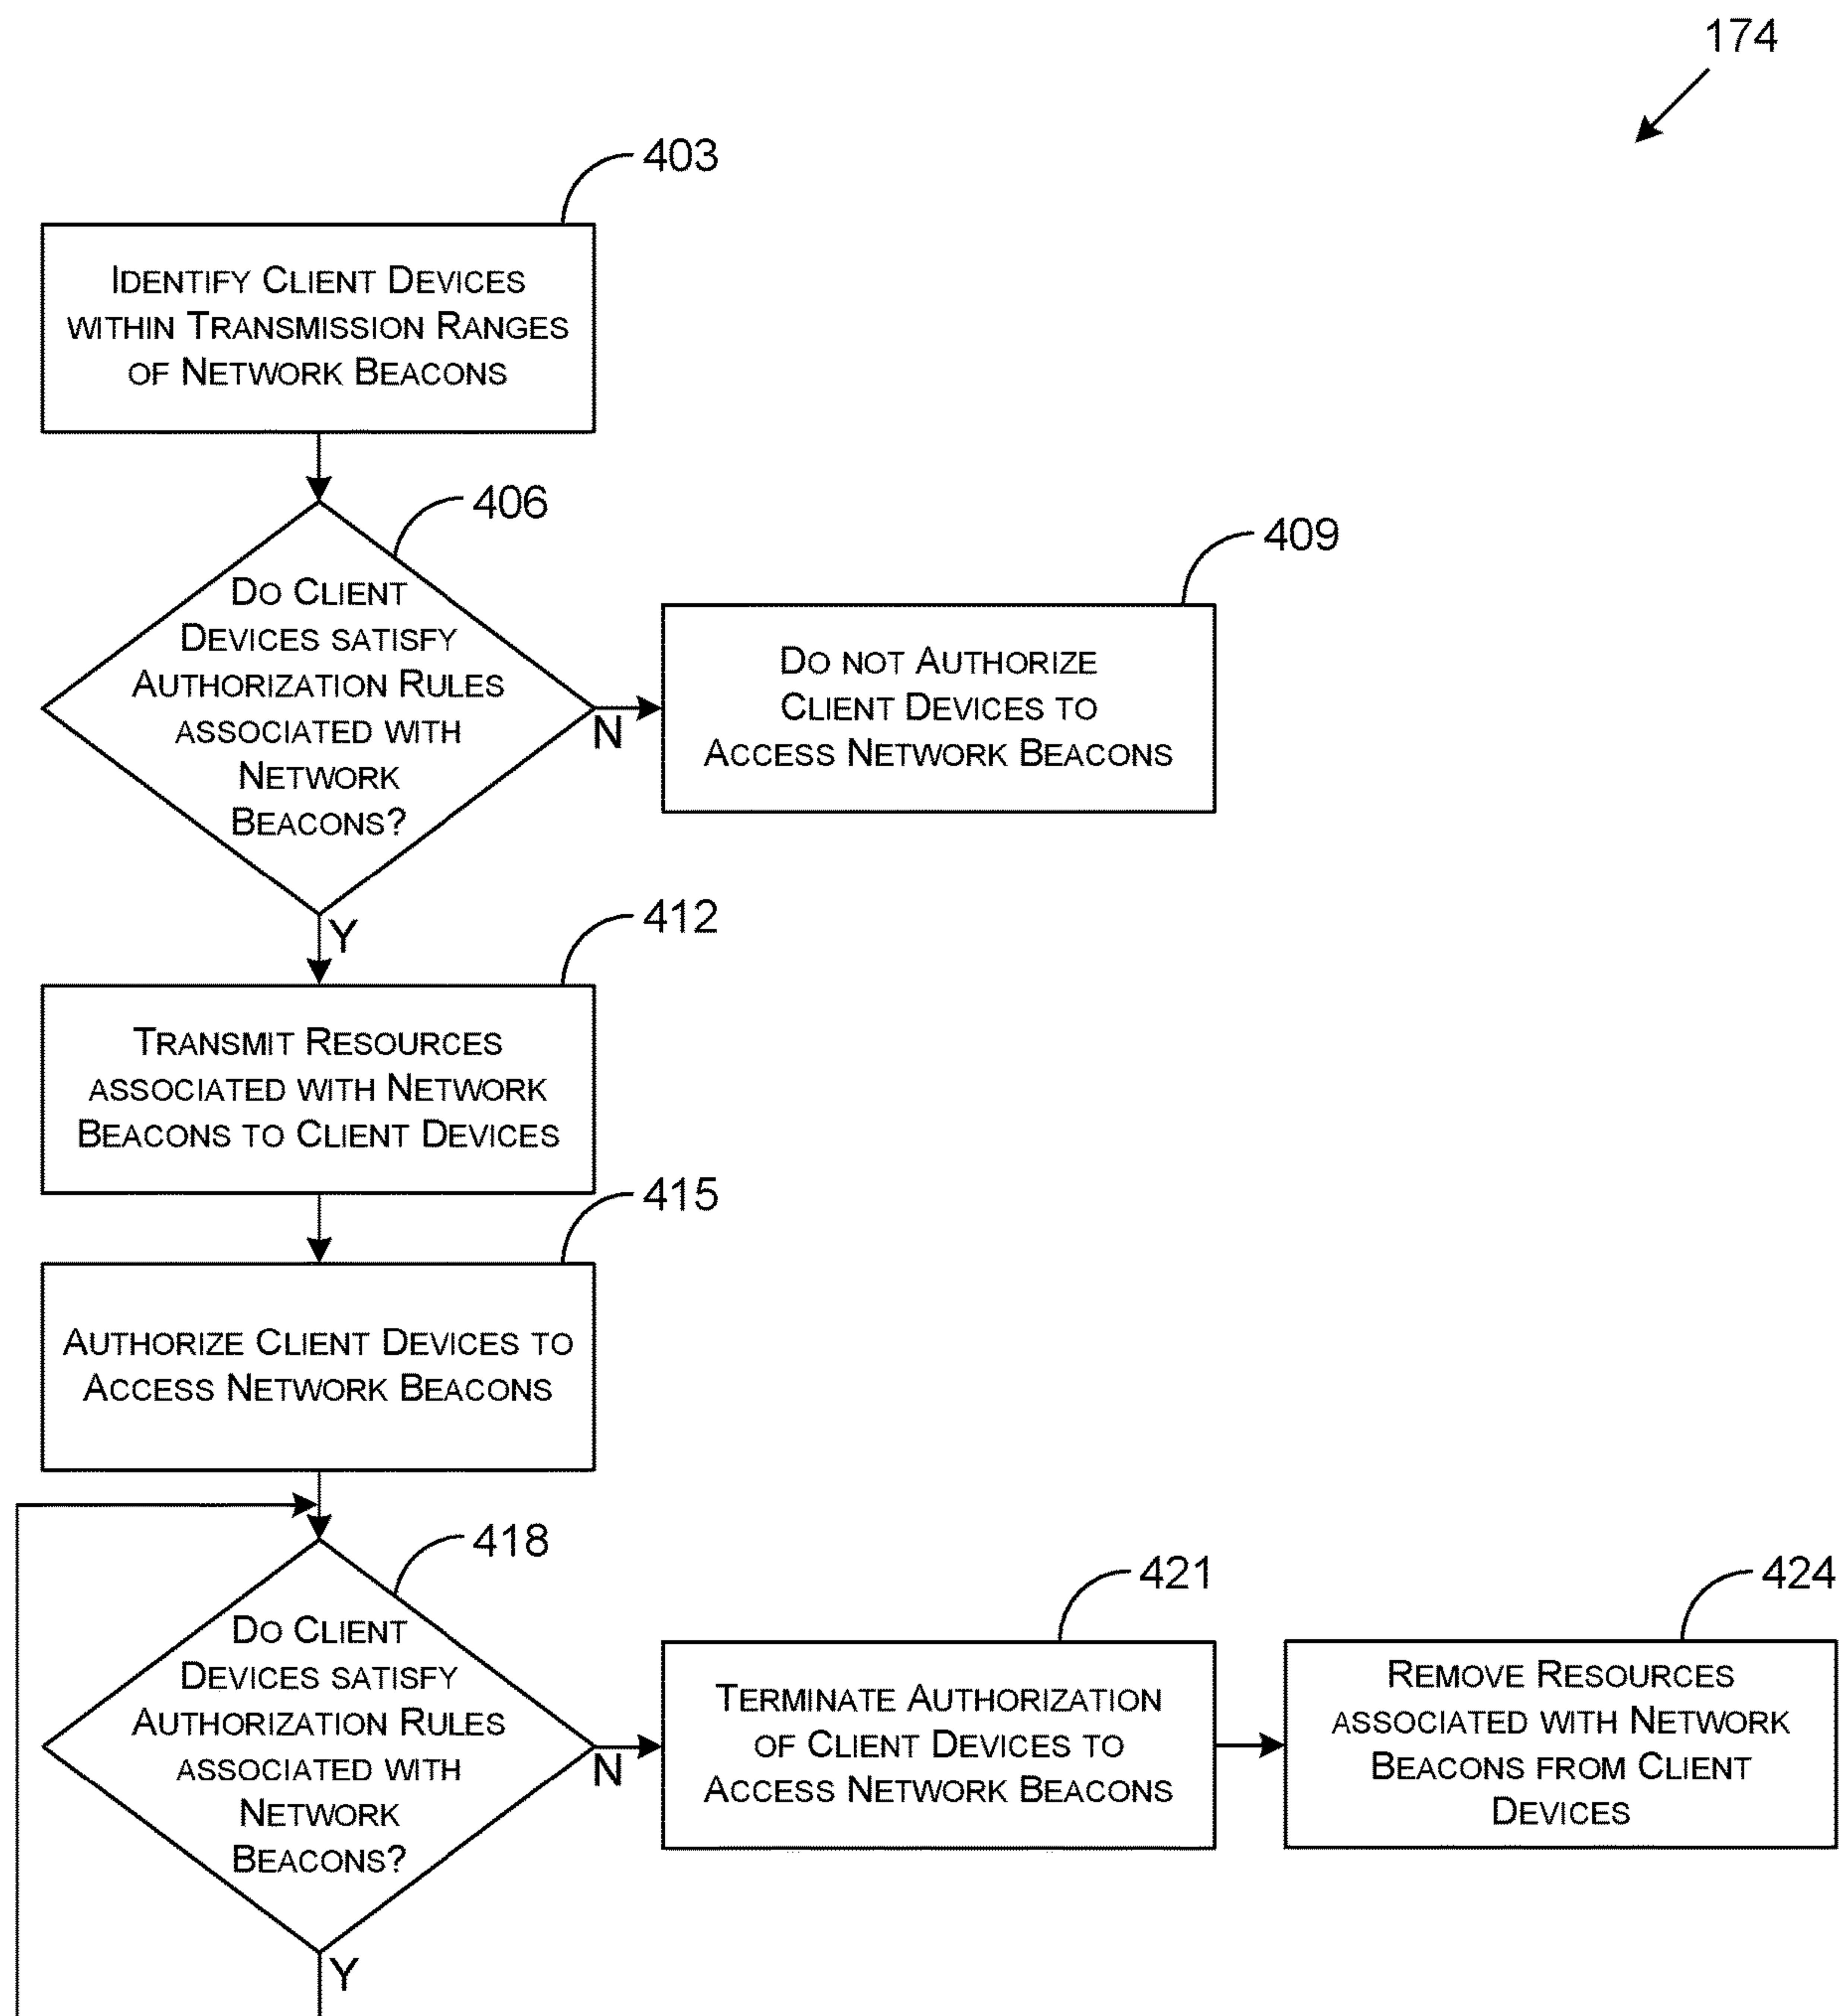 174
403
IDENTIFY CLIENT DEVICES
WITHIN TRANSMISSION RANGES
OF NETWORK BEACONS
406
DO CLIENT
DEVICES SATISFY
AUTHORIZATION RULES
ASSOCIATED WITH
NETWORK
BEACONS?
N
409
DO NOT AUTHORIZE
CLIENT DEVICES TO
ACCESS NETWORK BEACONS
Y
412
TRANSMIT RESOURCES
ASSOCIATED WITH NETWORK
BEACONS TO CLIENT DEVICES
415
AUTHORIZE CLIENT DEVICES TO
ACCESS NETWORK BEACONS
418
DO CLIENT
DEVICES SATISFY
AUTHORIZATION RULES
ASSOCIATED WITH
NETWORK
BEACONS?
N
421
TERMINATE AUTHORIZATION
OF CLIENT DEVICES TO
ACCESS NETWORK BEACONS
424
REMOVE RESOURCES
ASSOCIATED WITH NETWORK
BEACONS FROM CLIENT
DEVICES
Y